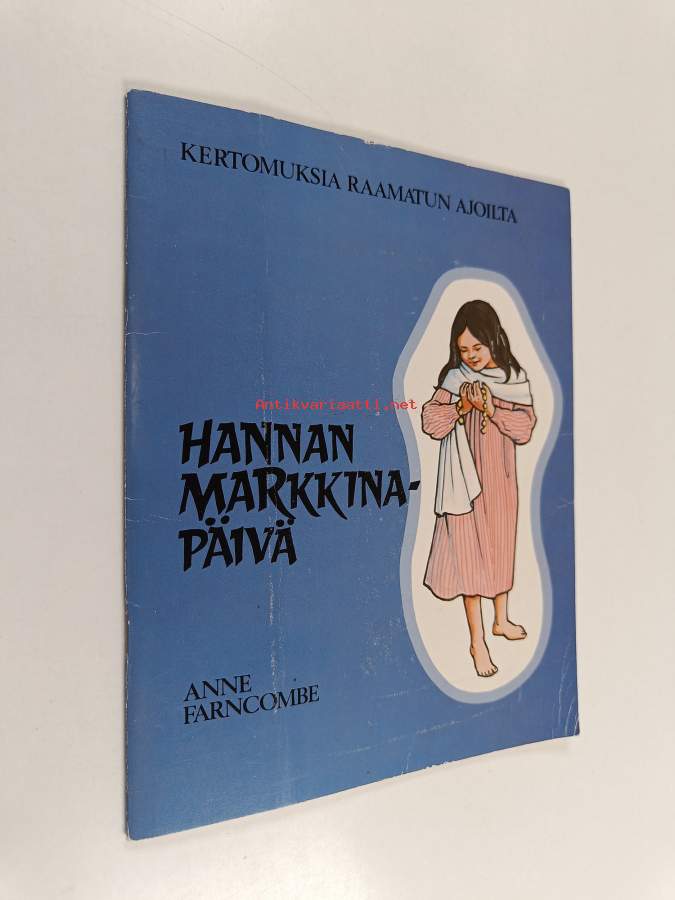 KERTOMUKSIA RAAMATUN AJOILTA
Antikvariaatti.net
HANNAN
MARKKINA-
PÄIVÄ
ANNE
FARNCOMBE